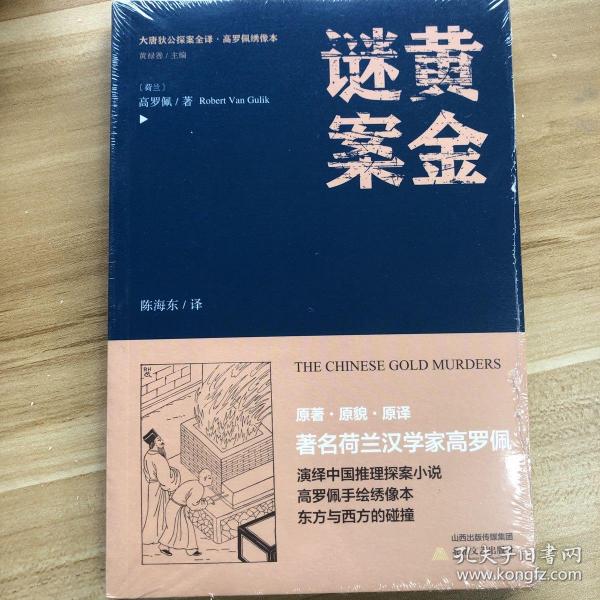 大唐狄公探案全译·高罗佩绣像本
黄禄善/主编
[荷兰]
高罗佩/著 Robert Van Gulik
黄金
谜案
陈海东/译
THE CHINESE GOLD MURDERS
原著·原貌·原译
著名荷兰汉学家高罗佩
演绎中国推理探案小说
高罗佩手绘绣像本
东方与西方的碰撞
山西出版传媒集团
孔夫子旧书网
www.kongfz.com